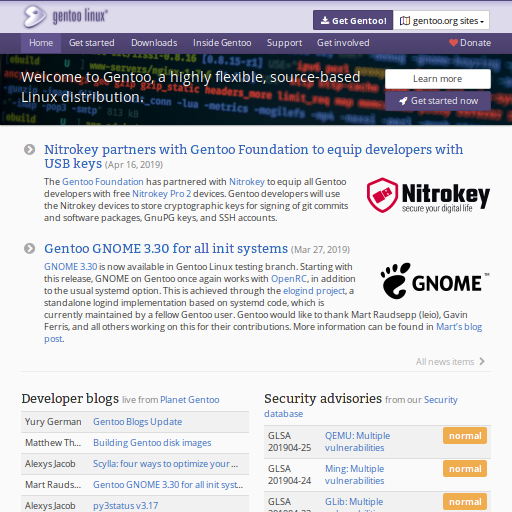 gentoo linux
Get Gentoo!
gentoo.org sites
Home Get started Downloads Inside Gentoo Support Get involved Donate
Welcome to Gentoo, a highly flexible, source-based
Linux distribution.
Learn more
Get started now
Nitrokey partners with Gentoo Foundation to equip developers with
USB keys (Apr 16, 2019)
The Gentoo Foundation has partnered with Nitrokey to equip all Gentoo
developers with free Nitrokey Pro 2 devices. Gentoo developers will use
the Nitrokey devices to store cryptographic keys for signing of git commits
and software packages, GnuPG keys, and SSH accounts.
Nitrokey
secure your digital life
Gentoo GNOME 3.30 for all init systems (Mar 27, 2019)
GNOME 3.30 is now available in Gentoo Linux testing branch. Starting with
this release, GNOME on Gentoo once again works with OpenRC, in addition
to the usual systemd option. This is achieved through the elogind project, a
standalone logind implementation based on systemd code, which is
currently maintained by a fellow Gentoo user. Gentoo would like to thank Mart Raudsepp (leio), Gavin
Ferris, and all others working on this for their contributions. More information can be found in Mart's blog
post.
GNOME™
All news items
Developer blogs live from Planet Gentoo
Yury German Gentoo Blogs Update
Matthew Th... Building Gentoo disk images
Alexys Jacob Scylla: four ways to optimize your ...
Mart Rauds... Gentoo GNOME 3.30 for all init syst...
Alexys Jacob py3status v3.17
Security advisories from our Security
database
GLSA
201904-25
QEMU: Multiple
vulnerabilities
normal
GLSA
201904-24
Ming: Multiple
vulnerabilities
normal
GLSA
GLib: Multiple
normal